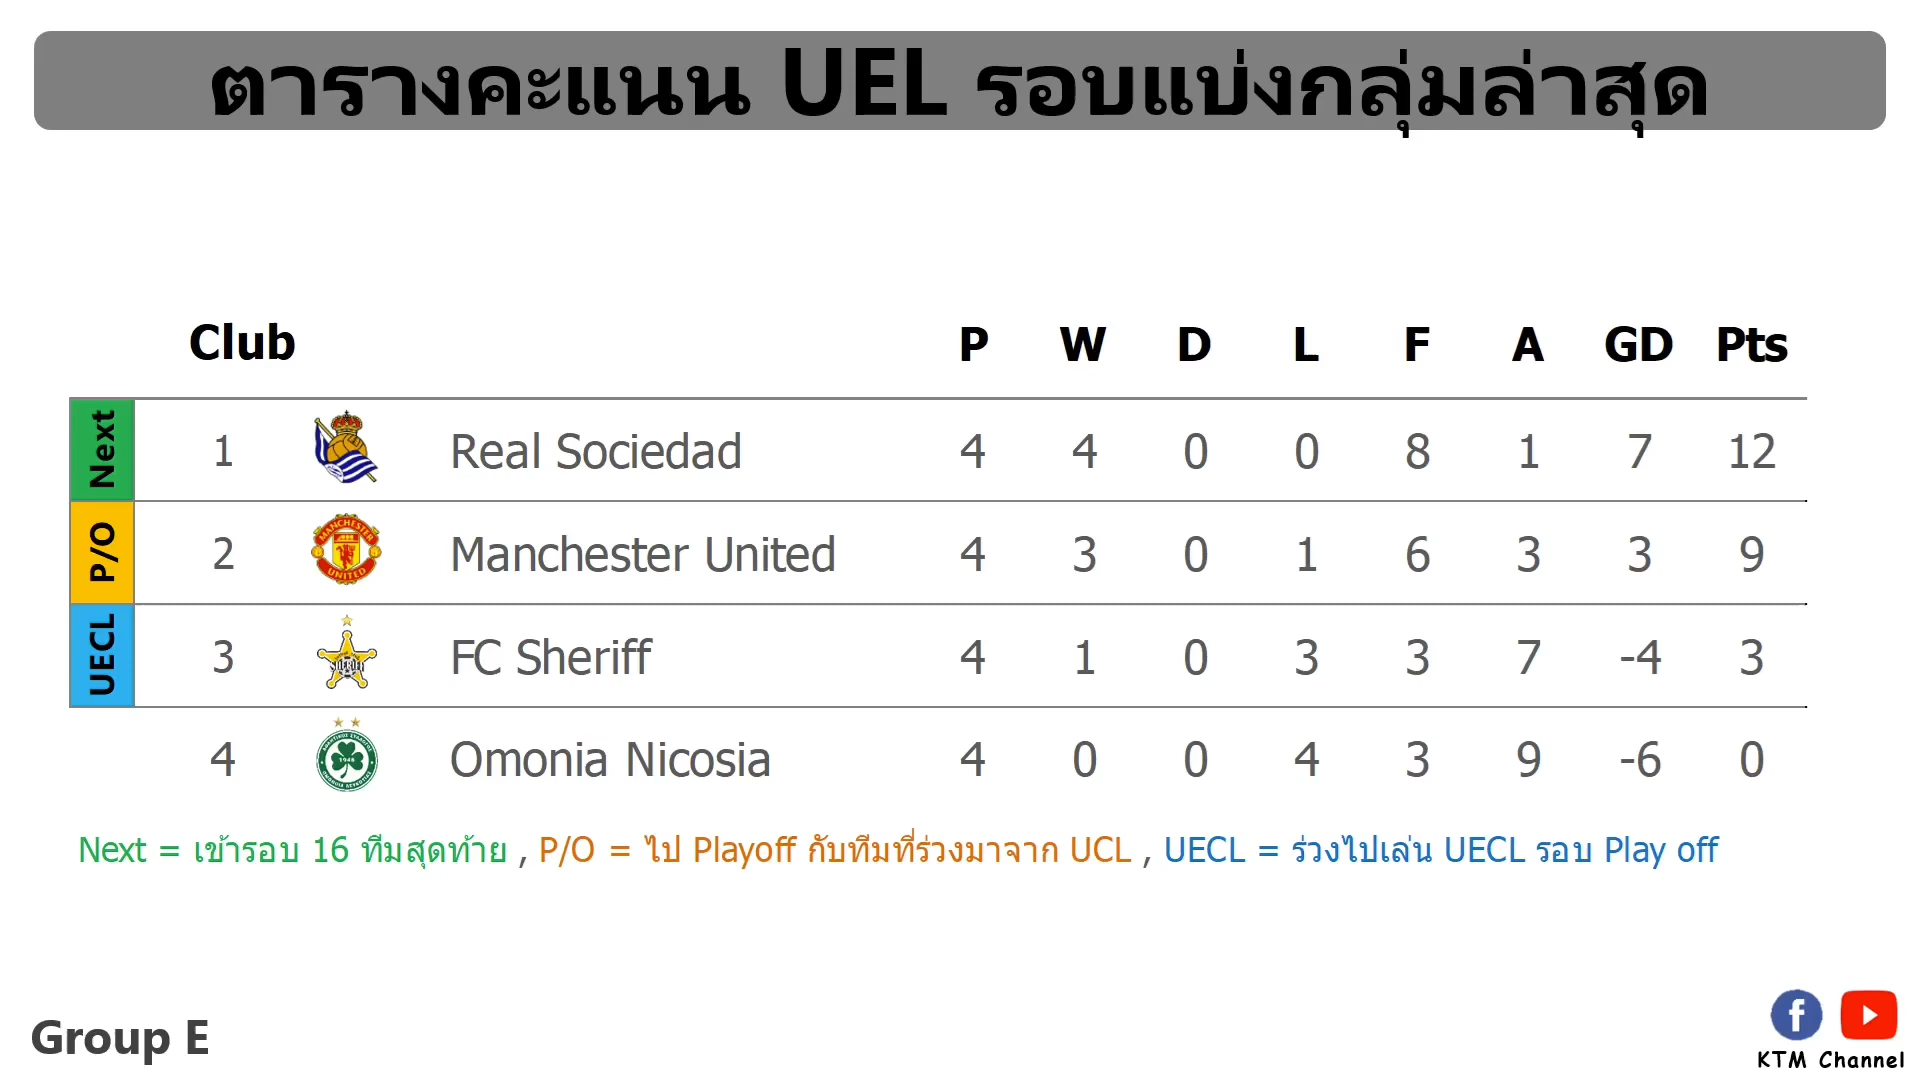 ตารางคะแนน UEL รอบแบ่งกลุ่มล่าสุด
Club P W D L F A GD Pts
Next 1 Real Sociedad 4 4 0 0 8 1 7 12
P/O 2 MANCHESTER UNITED Manchester United 4 3 0 1 6 3 3 9
UECL 3 SHERIFF FC Sheriff 4 1 0 3 3 7 -4 3
4 1948 Omonia Nicosia 4 0 0 4 3 9 -6 0
Next = เข้ารอบ 16 ทีมสุดท้าย , P/O = ไป Playoff กับทีมที่ร่วงมาจาก UCL , UECL = ร่วงไปเล่น UECL รอบ Play off
Group E
f
KTM Channel